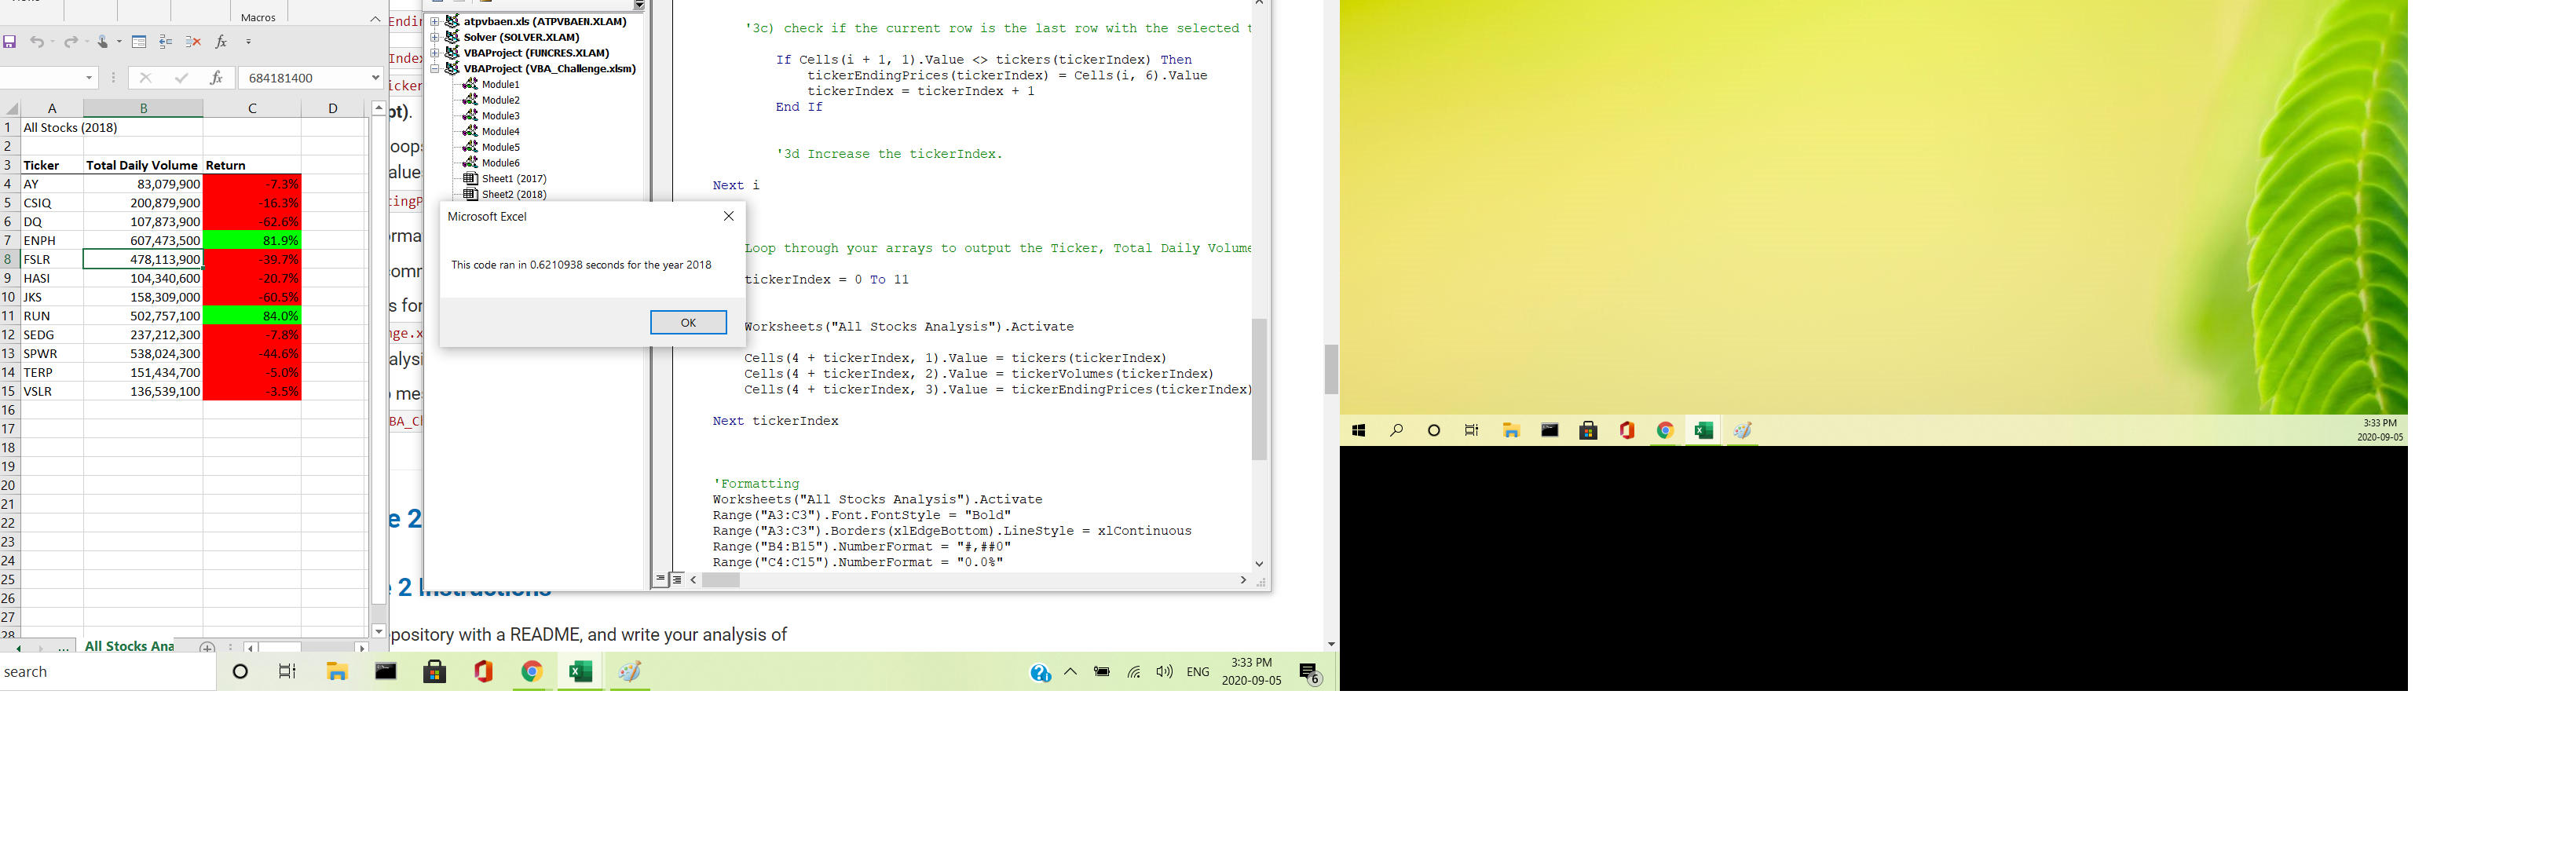 Macros
684181400
A B C D
1 All Stocks (2018)
2
3 Ticker Total Daily Volume Return
4 AY 83,079,900 -7.3%
5 CSIQ 200,879,900 -16.3%
6 DQ 107,873,900 -62.6%
7 ENPH 607,473,500 81.9%
8 FSLR 478,113,900 -39.7%
9 HASI 104,340,600 -20.7%
10 JKS 158,309,000 -60.5%
11 RUN 502,757,100 84.0%
12 SEDG 237,212,300 -7.8%
13 SPWR 538,024,300 -44.6%
14 TERP 151,434,700 -5.0%
15 VSLR 136,539,100 -3.5%
16
17
18
19
20
21
22
23
24
25
26
27
28
... All Stocks Ana
Endin
Index
icker
pt).
oops
alues
tingP
orma
comm
s for
nge.x
alysi
o mes
BA_Ch
e 2
2 Instructions
pository with a README, and write your analysis of
atpvbaen.xls (ATPVBAEN.XLAM)
Solver (SOLVER.XLAM)
VBAProject (FUNCRES.XLAM)
VBAProject (VBA_Challenge.xlsm)
Module1
Module2
Module3
Module4
Module5
Module6
Sheet1 (2017)
Sheet2 (2018)
Microsoft Excel
This code ran in 0.6210938 seconds for the year 2018
OK
'3c) check if the current row is the last row with the selected t
If Cells(i + 1, 1).Value <> tickers(tickerIndex) Then
tickerEndingPrices(tickerIndex) = Cells(i, 6).Value
tickerIndex = tickerIndex + 1
End If
'3d Increase the tickerIndex.
Next i
Loop through your arrays to output the Ticker, Total Daily Volume
tickerIndex = 0 To 11
Worksheets("All Stocks Analysis").Activate
Cells(4 + tickerIndex, 1).Value = tickers(tickerIndex)
Cells(4 + tickerIndex, 2).Value = tickerVolumes(tickerIndex)
Cells(4 + tickerIndex, 3).Value = tickerEndingPrices(tickerIndex)
Next tickerIndex
'Formatting
Worksheets("All Stocks Analysis").Activate
Range("A3:C3").Font.FontStyle = "Bold"
Range("A3:C3").Borders(xlEdgeBottom).LineStyle = xlContinuous
Range("B4:B15").NumberFormat = "#,##0"
Range("C4:C15").NumberFormat = "0.0%"
search
ENG
3:33 PM
2020-09-05
6
3:33 PM
2020-09-05